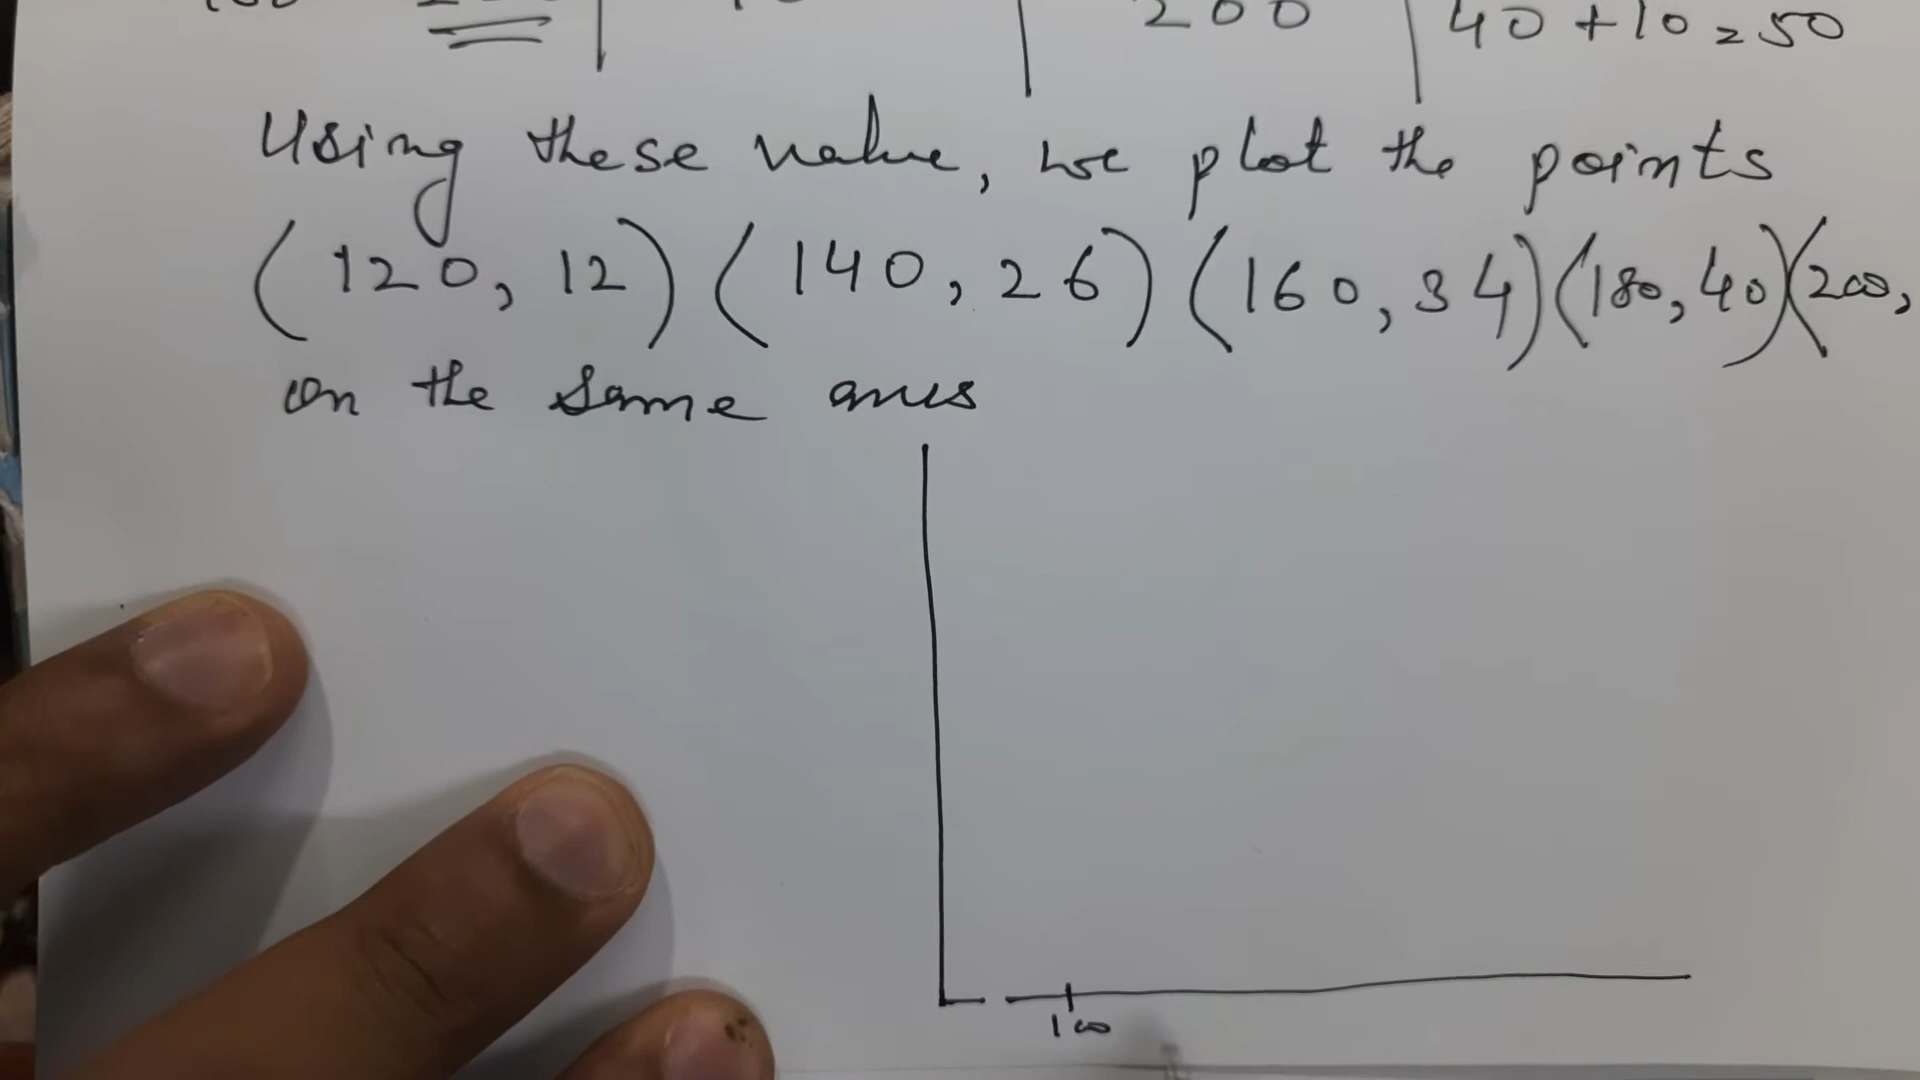 200 40 + 10 = 50
Using these value, we plot the points
(120, 12) (140, 26) (160, 34) (180, 40) (200,
on the same axes
100